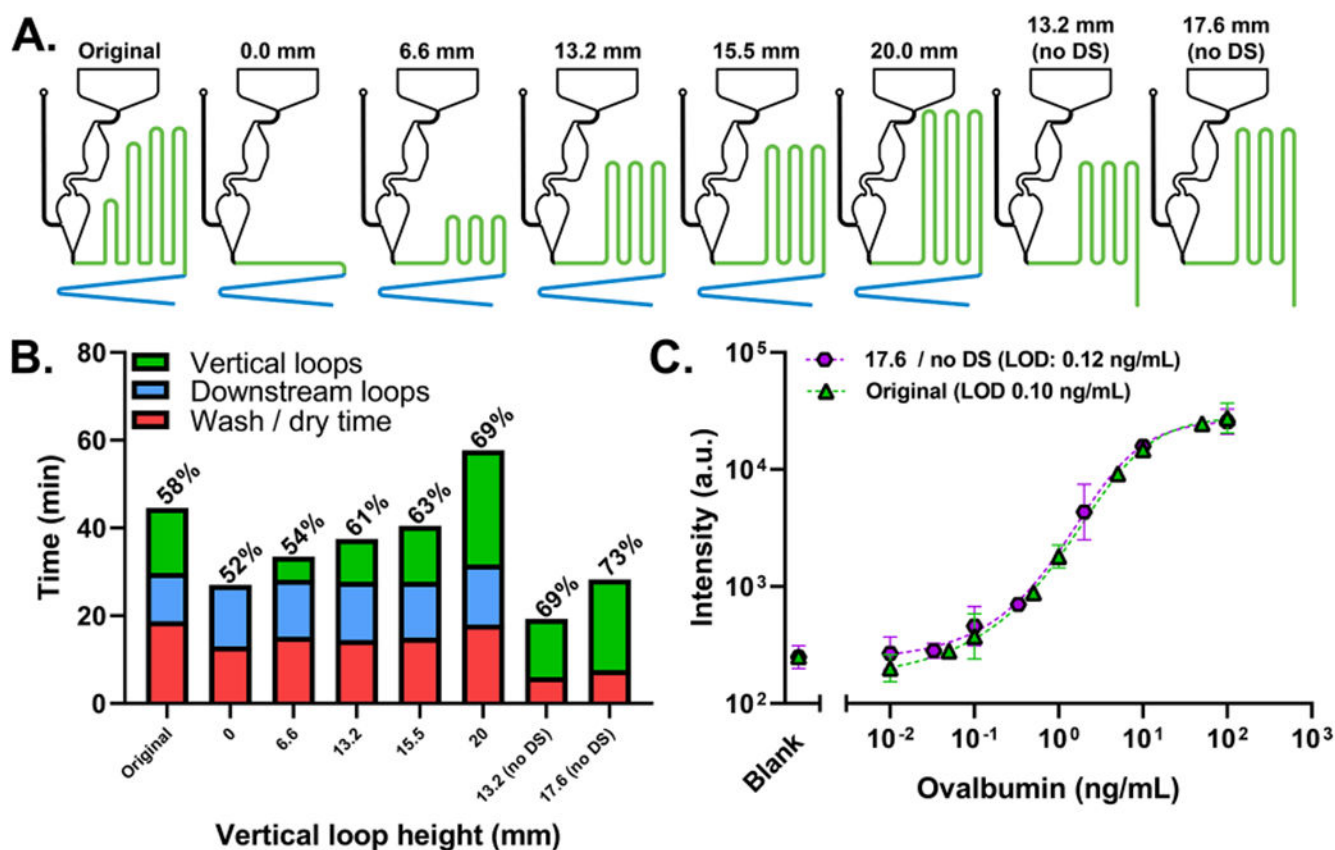 A.
Original
0.0 mm
6.6 mm
13.2 mm
15.5 mm
20.0 mm
13.2 mm
(no DS)
17.6 mm
(no DS)
B.
80
60
40
20
0
Time (min)
Vertical loops
Downstream loops
Wash / dry time
58%
52%
54%
61%
63%
69%
69%
73%
Original
0
6.6
13.2
15.5
20
13.2 (no DS)
17.6 (no DS)
Vertical loop height (mm)
C.
10⁵
10⁴
10³
10²
Intensity (a.u.)
17.6 / no DS (LOD: 0.12 ng/mL)
Original (LOD 0.10 ng/mL)
Blank
10⁻²
10⁻¹
10⁰
10¹
10²
10³
Ovalbumin (ng/mL)